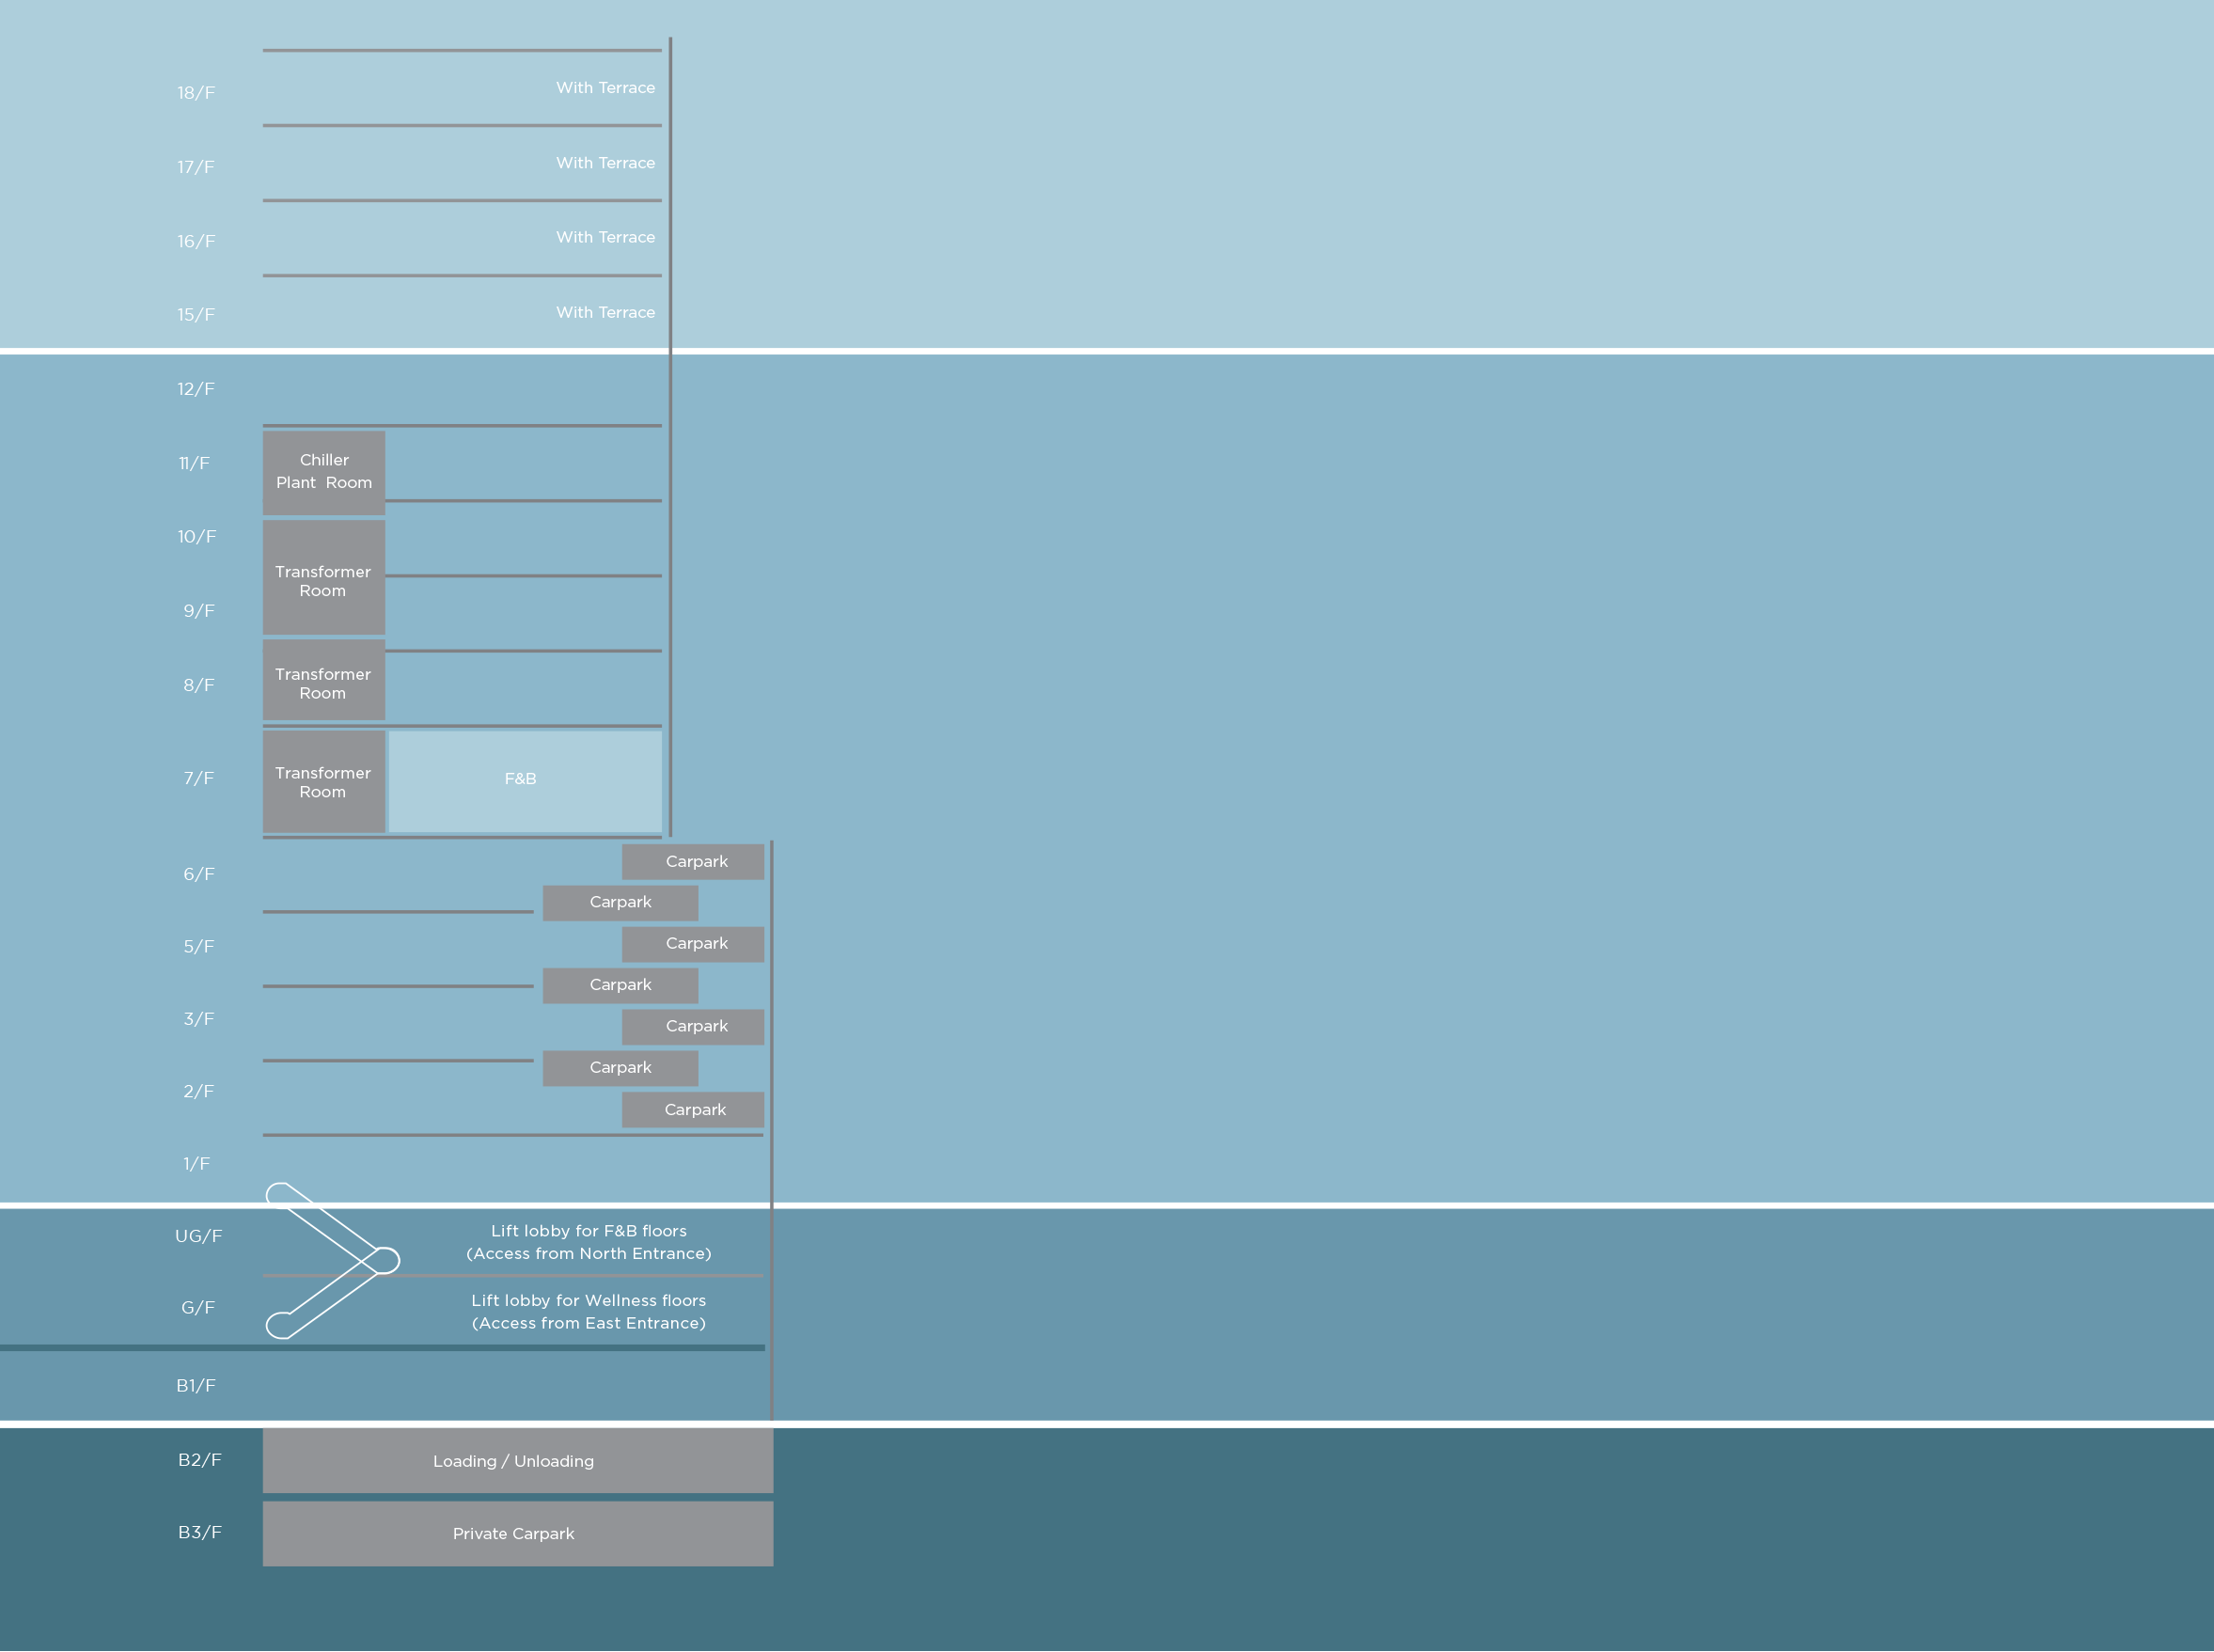 18/F With Terrace
17/F With Terrace
16/F With Terrace
15/F With Terrace
12/F
11/F
Chiller
Plant Room
10/F
Transformer
Room
9/F
8/F
Transformer
Room
7/F
Transformer
Room
F&B
Carpark
6/F
Carpark
5/F
Carpark
Carpark
3/F
Carpark
Carpark
2/F
Carpark
1/F
UG/F
Lift lobby for F&B floors
(Access from North Entrance)
G/F
Lift lobby for Wellness floors
(Access from East Entrance)
B1/F
B2/F Loading / Unloading
B3/F Private Carpark